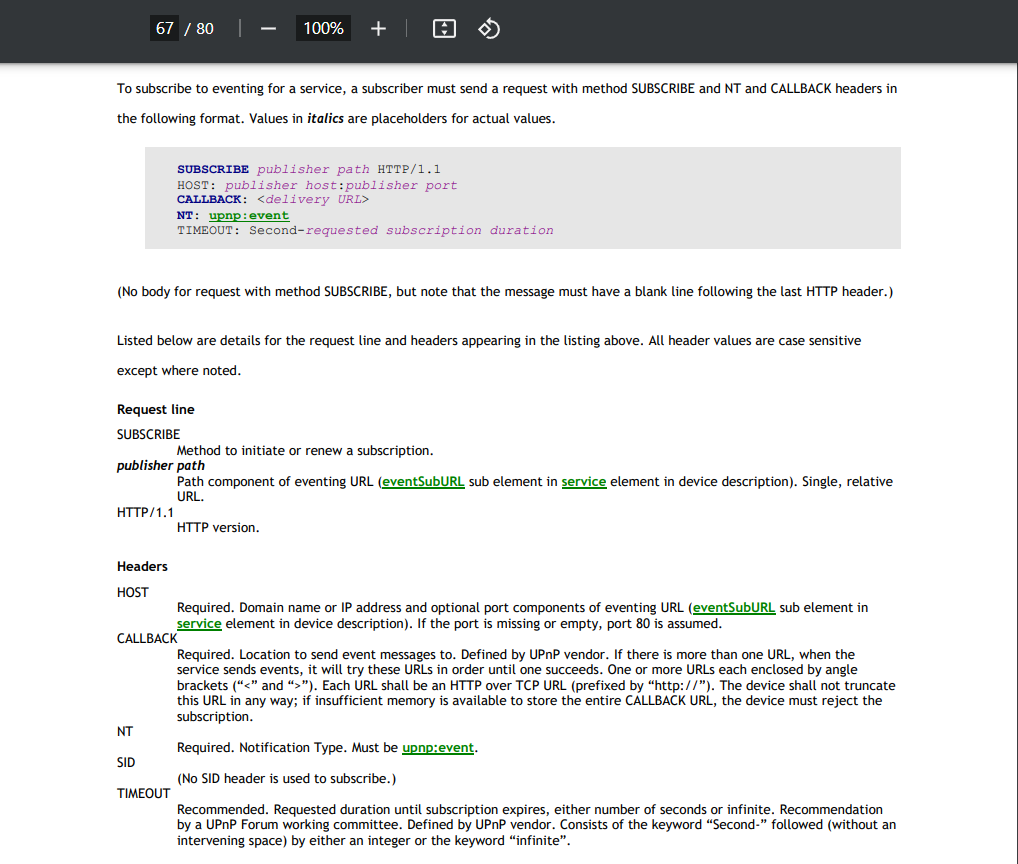 67 / 80 100%
To subscribe to eventing for a service, a subscriber must send a request with method SUBSCRIBE and NT and CALLBACK headers in
the following format. Values in italics are placeholders for actual values.
SUBSCRIBE publisher path HTTP/1.1
HOST: publisher host:publisher port
CALLBACK: <delivery URL>
NT: upnp:event
TIMEOUT: Second-requested subscription duration
(No body for request with method SUBSCRIBE, but note that the message must have a blank line following the last HTTP header.)
Listed below are details for the request line and headers appearing in the listing above. All header values are case sensitive
except where noted.
Request line
SUBSCRIBE
Method to initiate or renew a subscription.
publisher path
Path component of eventing URL (eventSubURL sub element in service element in device description). Single, relative
URL.
HTTP/1.1
HTTP version.
Headers
HOST
Required. Domain name or IP address and optional port components of eventing URL (eventSubURL sub element in
service element in device description). If the port is missing or empty, port 80 is assumed.
CALLBACK
Required. Location to send event messages to. Defined by UPnP vendor. If there is more than one URL, when the
service sends events, it will try these URLs in order until one succeeds. One or more URLs each enclosed by angle
brackets (“<” and “>”). Each URL shall be an HTTP over TCP URL (prefixed by “http://”). The device shall not truncate
this URL in any way; if insufficient memory is available to store the entire CALLBACK URL, the device must reject the
subscription.
NT
Required. Notification Type. Must be upnp:event.
SID
(No SID header is used to subscribe.)
TIMEOUT
Recommended. Requested duration until subscription expires, either number of seconds or infinite. Recommendation
by a UPnP Forum working committee. Defined by UPnP vendor. Consists of the keyword “Second-” followed (without an
intervening space) by either an integer or the keyword “infinite”.